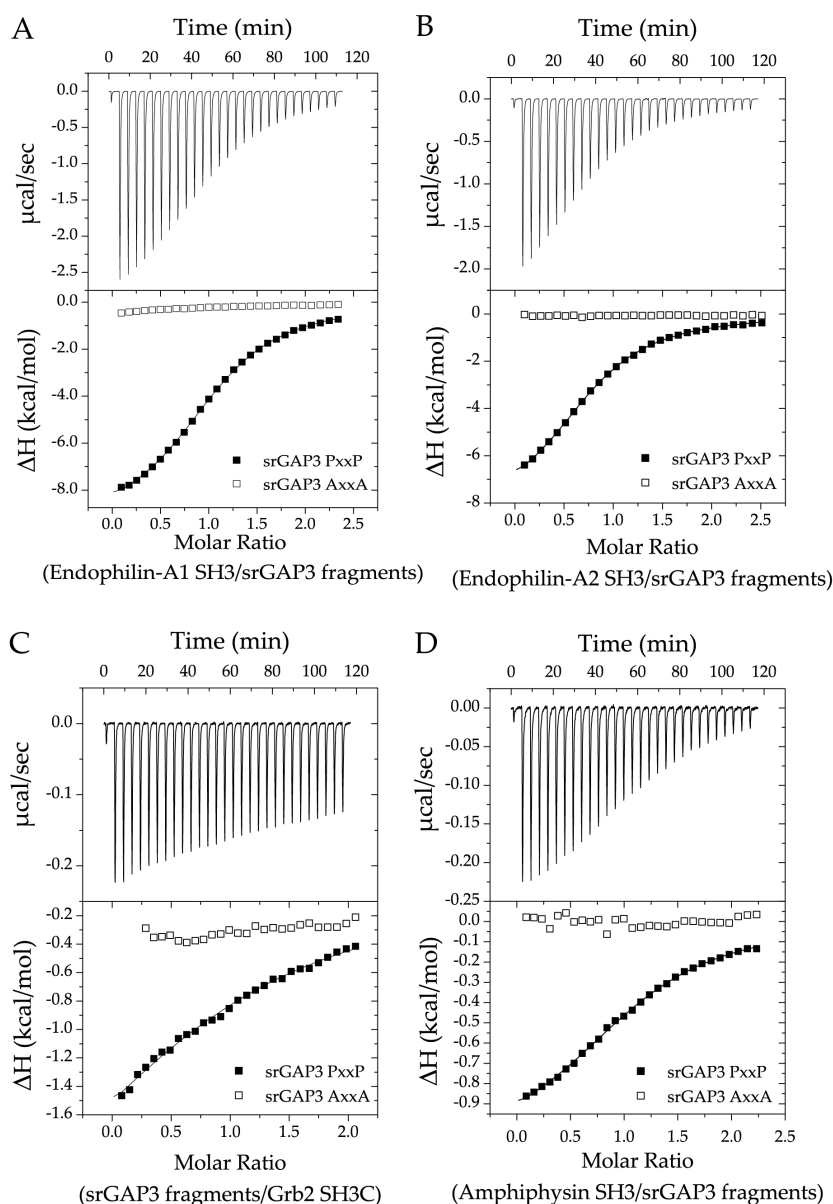 A
Time (min)
0 20 40 60 80 100 120
0.0
-0.5
-1.0
-1.5
-2.0
-2.5
µcal/sec
0.0
-2.0
-4.0
-6.0
-8.0
ΔH (kcal/mol)
srGAP3 PxxP
srGAP3 AxxA
0.0 0.5 1.0 1.5 2.0 2.5
Molar Ratio
(Endophilin-A1 SH3/srGAP3 fragments)
B
Time (min)
0 20 40 60 80 100 120
0.0
-0.5
-1.0
-1.5
-2.0
µcal/sec
0
-2
-4
-6
-8
ΔH (kcal/mol)
srGAP3 PxxP
srGAP3 AxxA
0.0 0.5 1.0 1.5 2.0 2.5
Molar Ratio
(Endophilin-A2 SH3/srGAP3 fragments)
C
Time (min)
0 20 40 60 80 100 120
0.0
-0.1
-0.2
µcal/sec
-0.2
-0.4
-0.6
-0.8
-1.0
-1.2
-1.4
-1.6
ΔH (kcal/mol)
srGAP3 PxxP
srGAP3 AxxA
0.0 0.5 1.0 1.5 2.0
Molar Ratio
(srGAP3 fragments/Grb2 SH3C)
D
Time (min)
0 20 40 60 80 100 120
0.00
-0.05
-0.10
-0.15
-0.20
-0.25
µcal/sec
0.0
-0.1
-0.2
-0.3
-0.4
-0.5
-0.6
-0.7
-0.8
-0.9
ΔH (kcal/mol)
srGAP3 PxxP
srGAP3 AxxA
0.0 0.5 1.0 1.5 2.0 2.5
Molar Ratio
(Amphiphysin SH3/srGAP3 fragments)